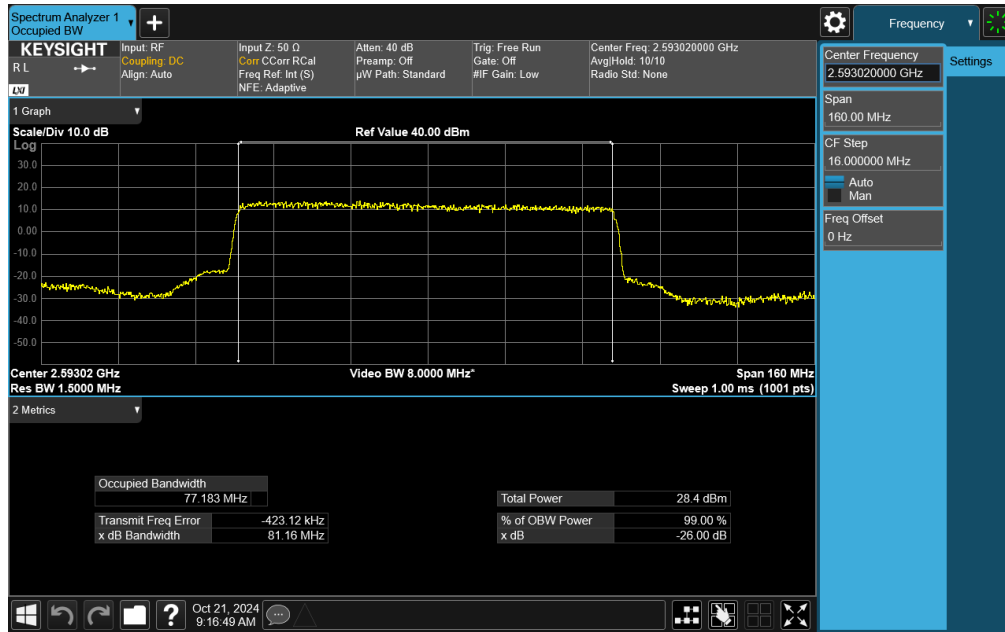 Spectrum Analyzer 1
Occupied BW
Frequency
KEYSIGHT
R L
LXI
Input: RF
Coupling: DC
Align: Auto
Input Z: 50 Ω
Corr CCorr RCal
Freq Ref: Int (S)
NFE: Adaptive
Atten: 40 dB
Preamp: Off
µW Path: Standard
Trig: Free Run
Gate: Off
#IF Gain: Low
Center Freq: 2.593020000 GHz
Avg|Hold: 10/10
Radio Std: None
Center Frequency
2.593020000 GHz
Settings
Span
160.00 MHz
CF Step
16.000000 MHz
Auto
Man
Freq Offset
0 Hz
1 Graph
Scale/Div 10.0 dB
Ref Value 40.00 dBm
Log
30.0
20.0
10.0
0.00
-10.0
-20.0
-30.0
-40.0
-50.0
Center 2.59302 GHz
Video BW 8.0000 MHz*
Span 160 MHz
Res BW 1.5000 MHz
Sweep 1.00 ms (1001 pts)
2 Metrics
Occupied Bandwidth
77.183 MHz
Total Power 28.4 dBm
Transmit Freq Error -423.12 kHz
% of OBW Power 99.00 %
x dB Bandwidth 81.16 MHz
x dB -26.00 dB
?
Oct 21, 2024
9:16:49 AM